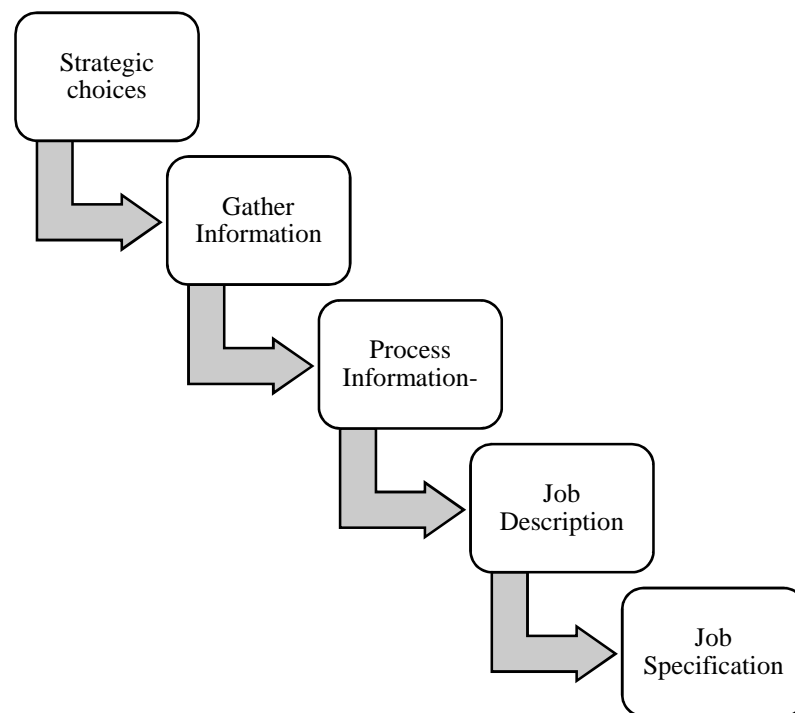 Strategic
choices
Gather
Information
Process
Information-
Job
Description
Job
Specification